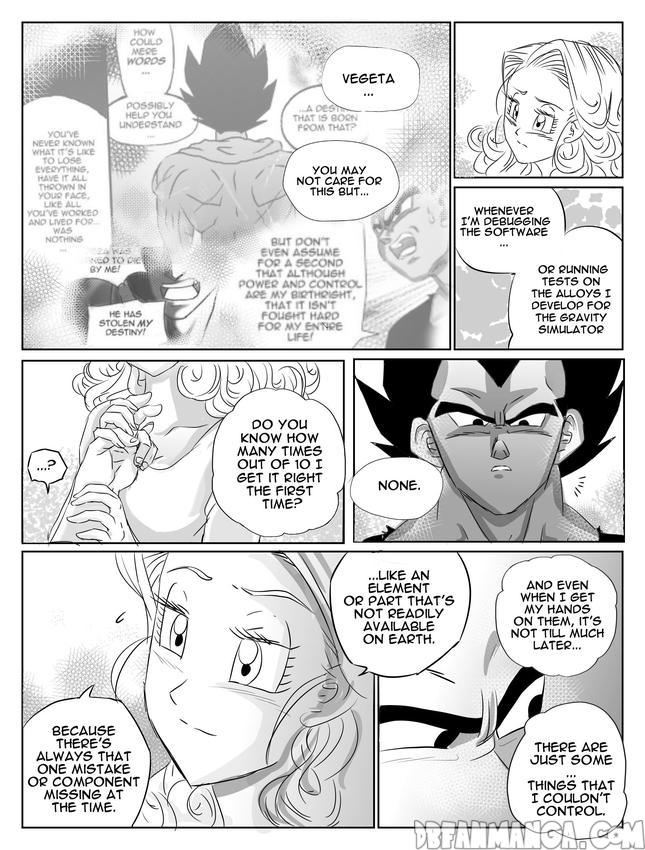 HOW
COULD
MERE
WORDS
...
POSSIBLY
HELP YOU
UNDERSTAND
...
YOU'VE
NEVER KNOWN
WHAT IT'S LIKE
TO LOSE
EVERYTHING,
HAVE IT ALL
THROWN IN
YOUR FACE,
LIKE ALL
YOU'VE WORKED
AND LIVED FOR...
WAS
NOTHING
...
...A DESTINY
THAT IS BORN
FROM THAT?
VEGETA
...
YOU MAY
NOT CARE FOR
THIS BUT...
WAS
TO DIE
BY ME!
HE HAS
STOLEN MY
DESTINY!
BUT DON'T
EVEN ASSUME
FOR A SECOND
THAT ALTHOUGH
POWER AND CONTROL
ARE MY BIRTHRIGHT,
THAT IT ISN'T
FOUGHT HARD
FOR MY ENTIRE
LIFE!
WHENEVER
I'M DEBUGGING
THE SOFTWARE
...
OR RUNNING
TESTS ON
THE ALLOYS I
DEVELOP FOR
THE GRAVITY
SIMULATOR
...?
DO YOU
KNOW HOW
MANY TIMES
OUT OF 10 I
GET IT RIGHT
THE FIRST
TIME?
NONE.
BECAUSE
THERE'S
ALWAYS THAT
ONE MISTAKE
OR COMPONENT
MISSING AT
THE TIME.
...LIKE AN
ELEMENT
OR PART THAT'S
NOT READILY
AVAILABLE
ON EARTH.
AND EVEN
WHEN I GET
MY HANDS
ON THEM, IT'S
NOT TILL MUCH
LATER...
THERE ARE
JUST SOME
...
THINGS THAT
I COULDN'T
CONTROL.
DBFANMANGA.COM